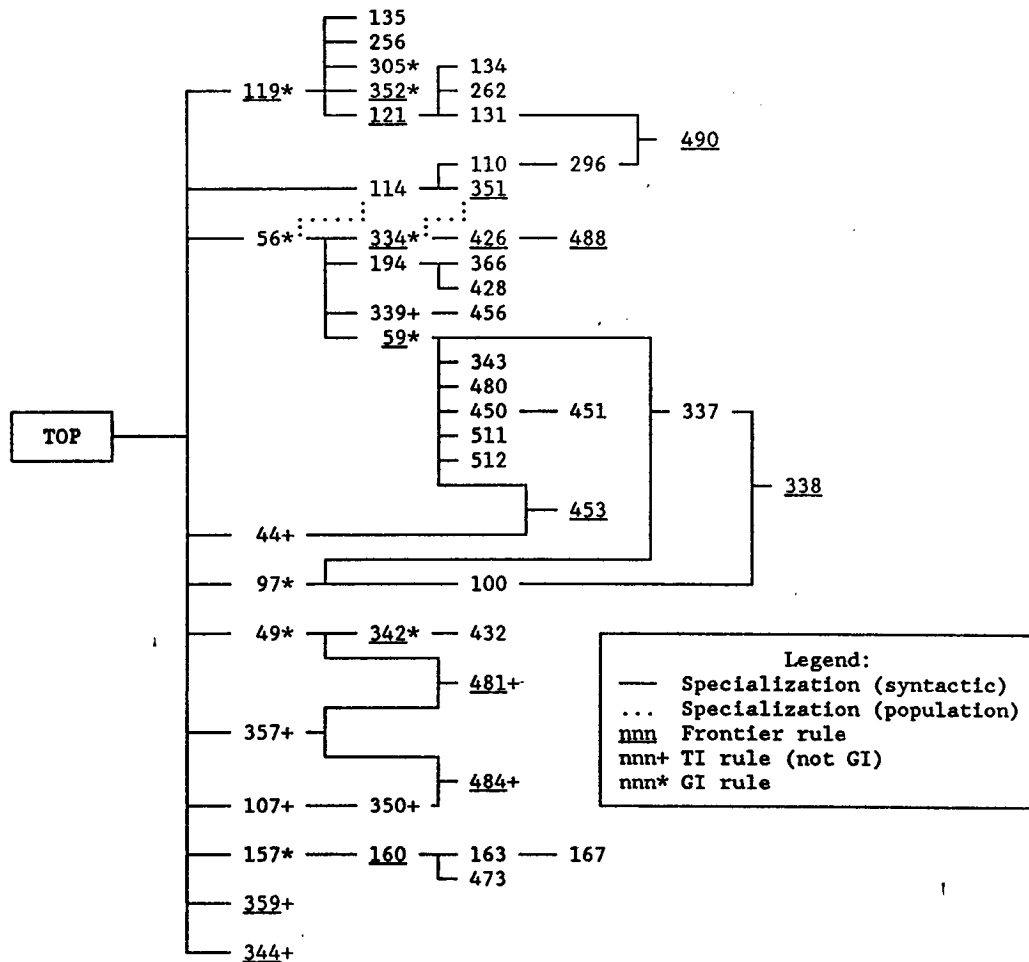 135
256
305* 134
119* 352* 262
121 131
490
110 296
114 351
56* 334* 426 488
194 366
428
339+ 456
59*
343
480
450 451 337
511
TOP
512
338
453
44+
97* 100
49* 342* 432
Legend:
481+ — Specialization (syntactic)
... Specialization (population)
357+ nnn Frontier rule
nnn+ TI rule (not GI)
484+ nnn* GI rule
107+ 350+
157* 160 163 167
473
359+
344+